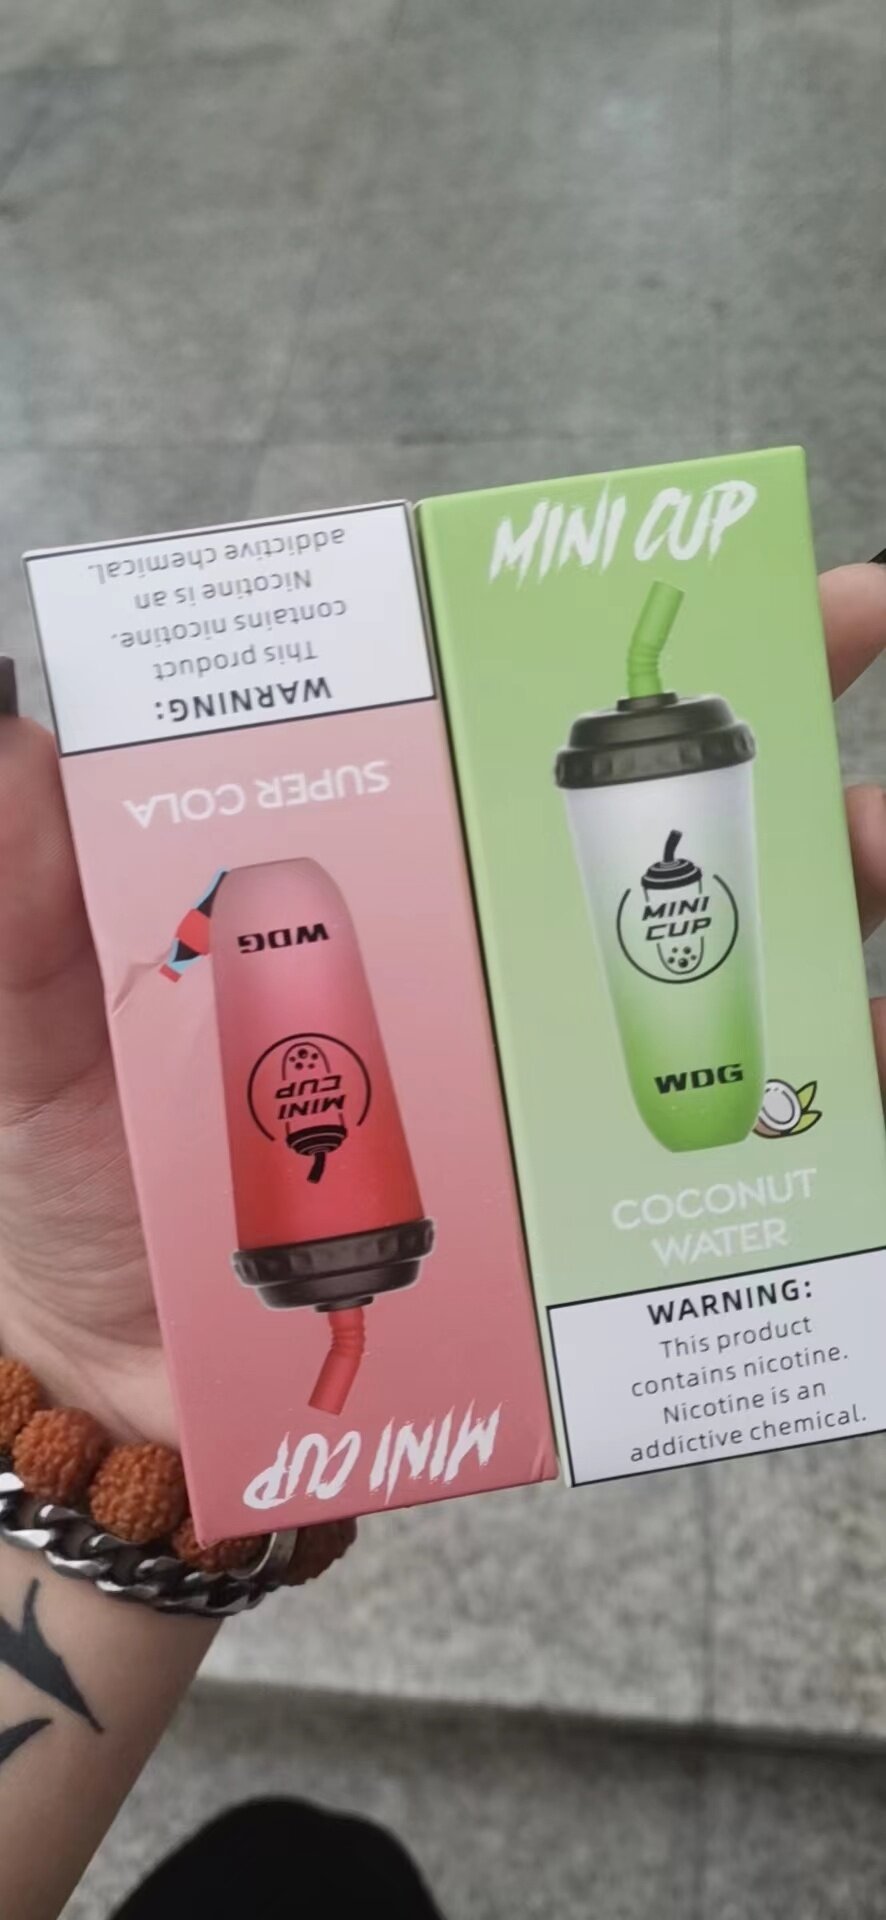 WARNING:
This product
contains nicotine.
Nicotine is an
addictive chemical.
SUPER COLA
WDG
MINI
CUP
MINI CUP
MINI CUP
MINI
CUP
WDG
COCONUT
WATER
WARNING:
This product
contains nicotine.
Nicotine is an
addictive chemical.